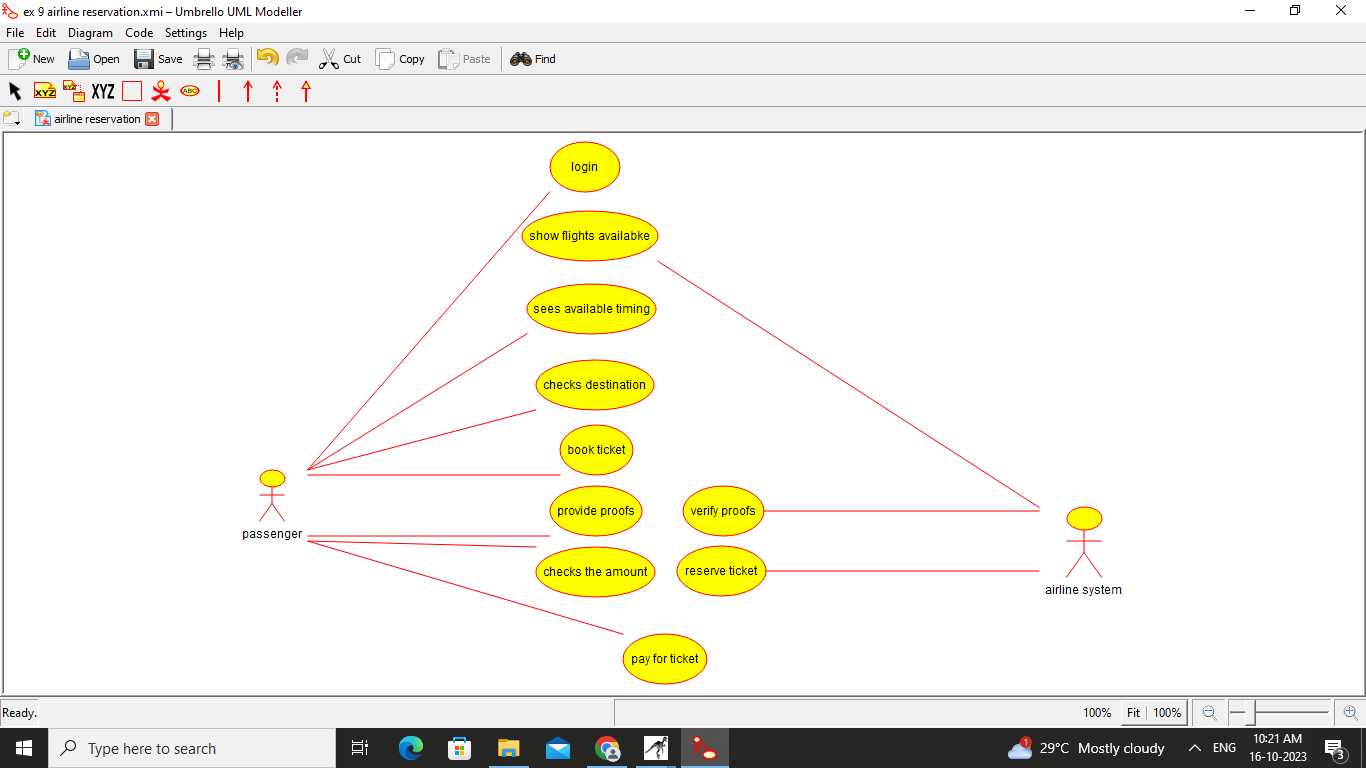 ex 9 airline reservation.xmi – Umbrello UML Modeller
File Edit Diagram Code Settings Help
New Open Save Cut Copy Paste Find
XYZ XYZ XYZ ABC
airline reservation
login
show flights availabke
sees available timing
checks destination
book ticket
provide proofs verify proofs
passenger
checks the amount reserve ticket
airline system
pay for ticket
Ready. 100% Fit 100%
Type here to search 1 29°C Mostly cloudy ENG 10:21 AM
16-10-2023 3